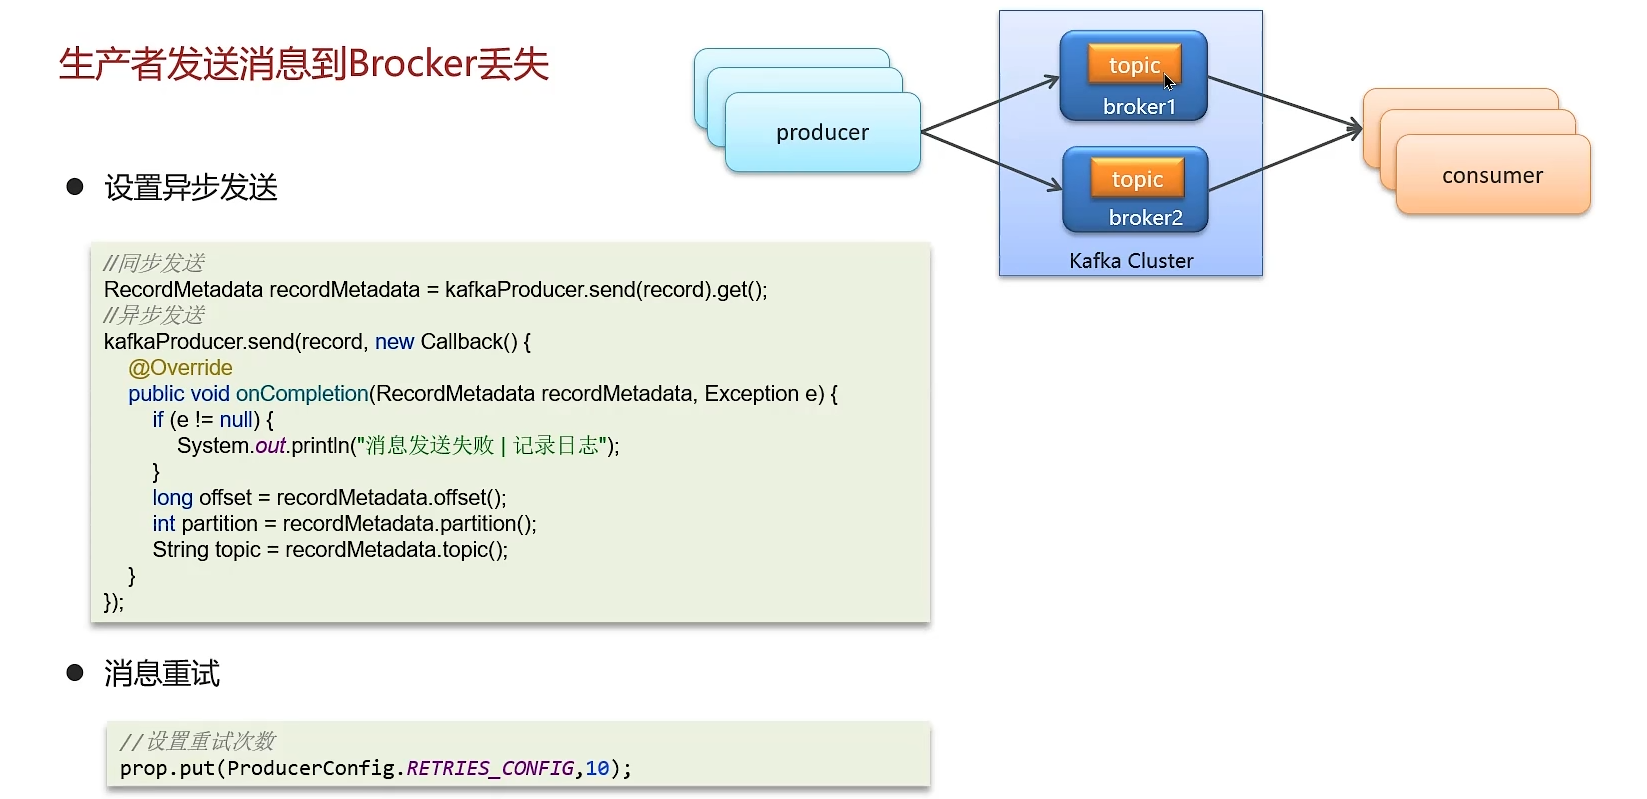 生产者发送消息到Brocker丢失
producer
topic
broker1
topic
broker2
Kafka Cluster
consumer
设置异步发送
//同步发送
RecordMetadata recordMetadata = kafkaProducer.send(record).get();
//异步发送
kafkaProducer.send(record, new Callback() {
@Override
public void onCompletion(RecordMetadata recordMetadata, Exception e) {
if (e != null) {
System.out.println("消息发送失败 | 记录日志");
}
long offset = recordMetadata.offset();
int partition = recordMetadata.partition();
String topic = recordMetadata.topic();
}
});
消息重试
//设置重试次数
prop.put(ProducerConfig.RETRIES_CONFIG,10);